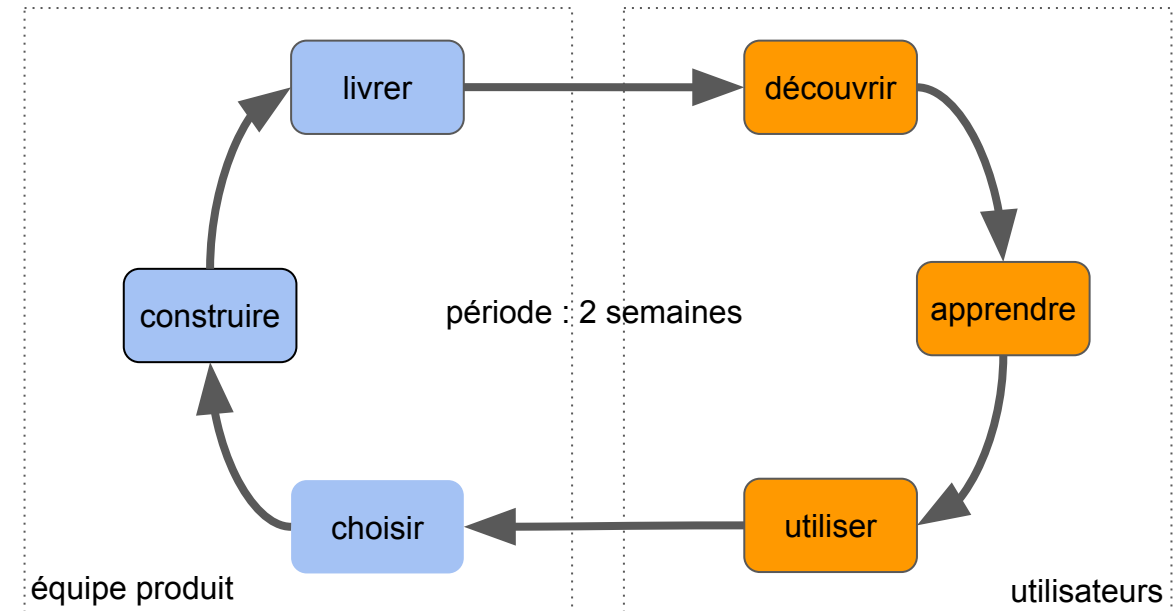 livrer
découvrir
construire
période : 2 semaines
apprendre
choisir
utiliser
équipe produit
utilisateurs